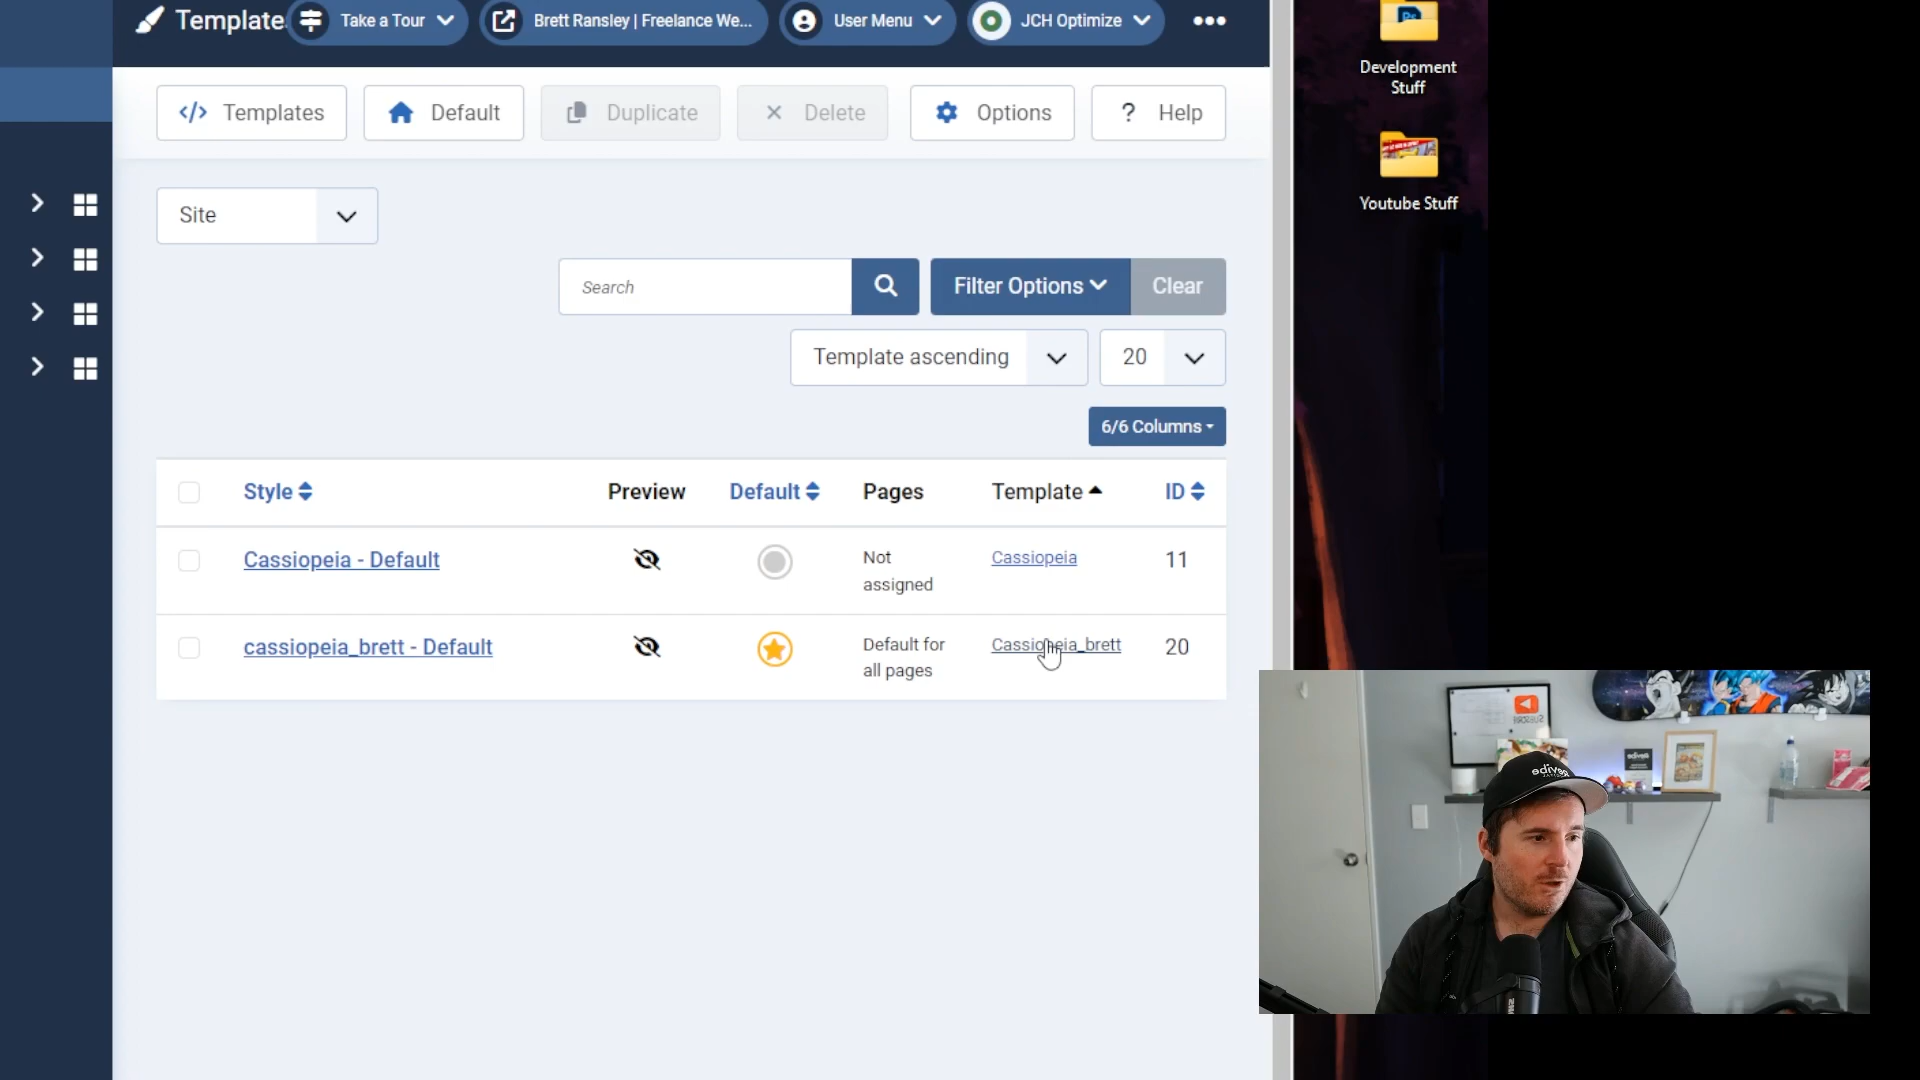 Template
Take a Tour
Brett Ransley | Freelance We...
User Menu
JCH Optimize
Templates
Default
Duplicate
Delete
Options
? Help
Site
Search
Filter Options
Clear
Template ascending
20
6/6 Columns
Style
Preview
Default
Pages
Template
ID
Cassiopeia - Default
Not
assigned
Cassiopeia
11
cassiopeia_brett - Default
Default for
all pages
Cassiopeia_brett
20
Ps
Development
Stuff
Youtube Stuff